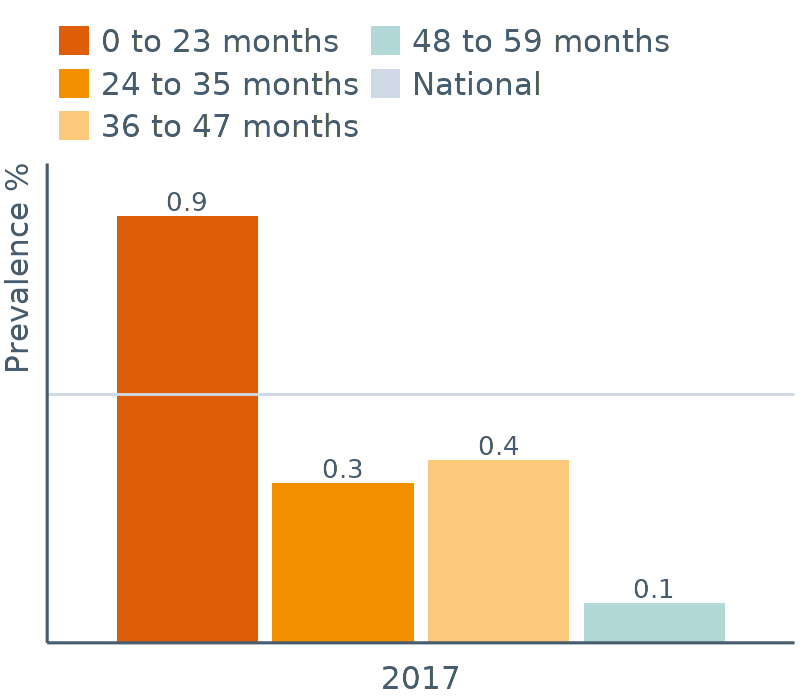 0 to 23 months
24 to 35 months
36 to 47 months
48 to 59 months
National
Prevalence %
0.9
0.3
0.4
0.1
2017